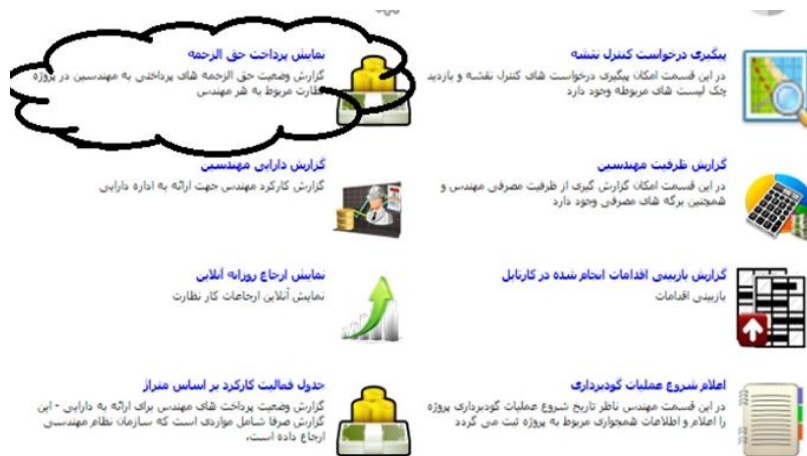 پیگیری درخواست کنترل نقشه
در این قسمت امکان پیگیری درخواست های کنترل نقشه و بازدید
چک لیست های مربوطه وجود دارد
نمایش پرداخت حق الزحمه
گزارش وضعیت حق الزحمه های پرداختی به مهندسین در پروژه
نظارت مربوط به هر مهندس
گزارش ظرفیت مهندسین
در این قسمت امکان گزارش گیری از ظرفیت مصرفی مهندس و
همچنین برگه های مصرفی وجود دارد
گزارش دارایی مهندسین
گزارش کارکرد مهندس جهت ارائه به اداره دارایی
گزارش بازبینی اقدامات انجام شده در کارتابل
بازبینی اقدامات
نمایش ارجاع روزانه آنلاین
نمایش آنلاین ارجاعات کار نظارت
اعلام شروع عملیات گودبرداری
در این قسمت مهندس ناظر تاریخ شروع عملیات گودبرداری پروژه
را اعلام و اطلاعات همجواری مربوط به پروژه ثبت می گردد
جدول فعالیت کارکرد بر اساس متراژ
گزارش وضعیت پرداخت های مهندس برای ارائه به دارایی - این
گزارش صرفا شامل مواردی است که سازمان نظام مهندسی
ارجاع داده است.